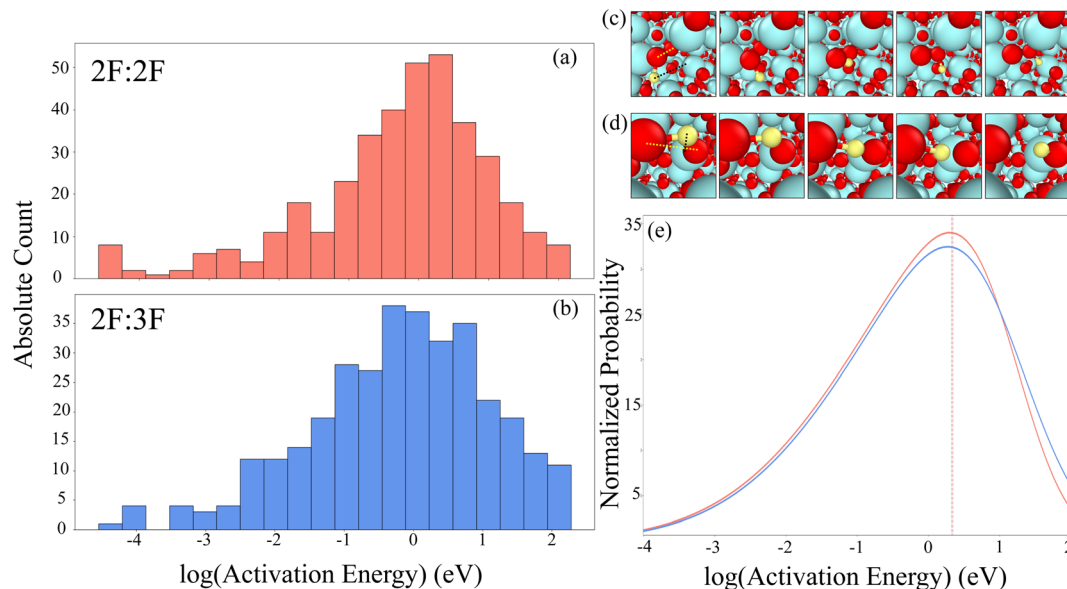 (a)
2F:2F
50
40
30
20
10
0
Absolute Count
(b)
2F:3F
35
30
25
20
15
10
5
0
-4
-3
-2
-1
0
1
2
log(Activation Energy) (eV)
(c)
(d)
(e)
35
25
15
5
Normalized Probability
-4
-3
-2
-1
0
1
2
log(Activation Energy) (eV)